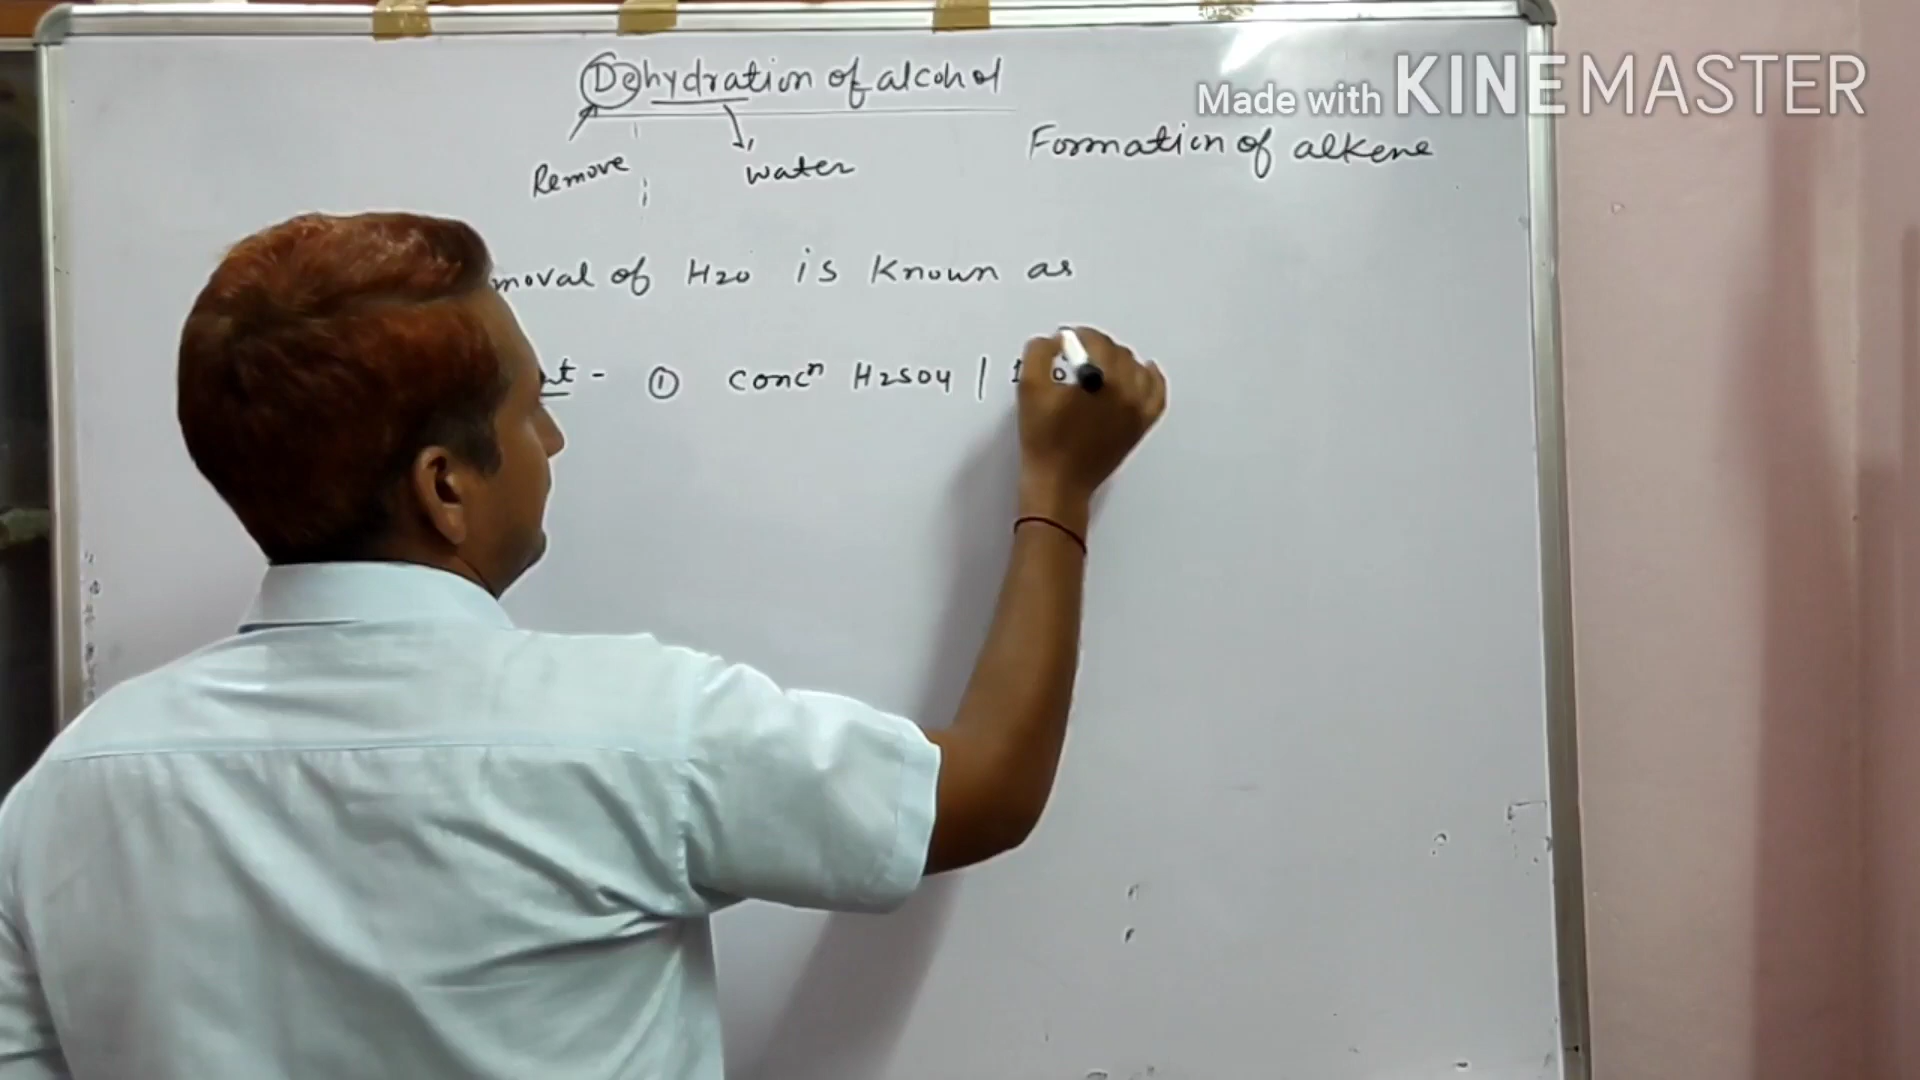 Dehydration of alcohol
Made with KINEMASTER
Formation of alkene
Remove
water
moval of H2O is known as
nt - ① concⁿ H2SO4 |